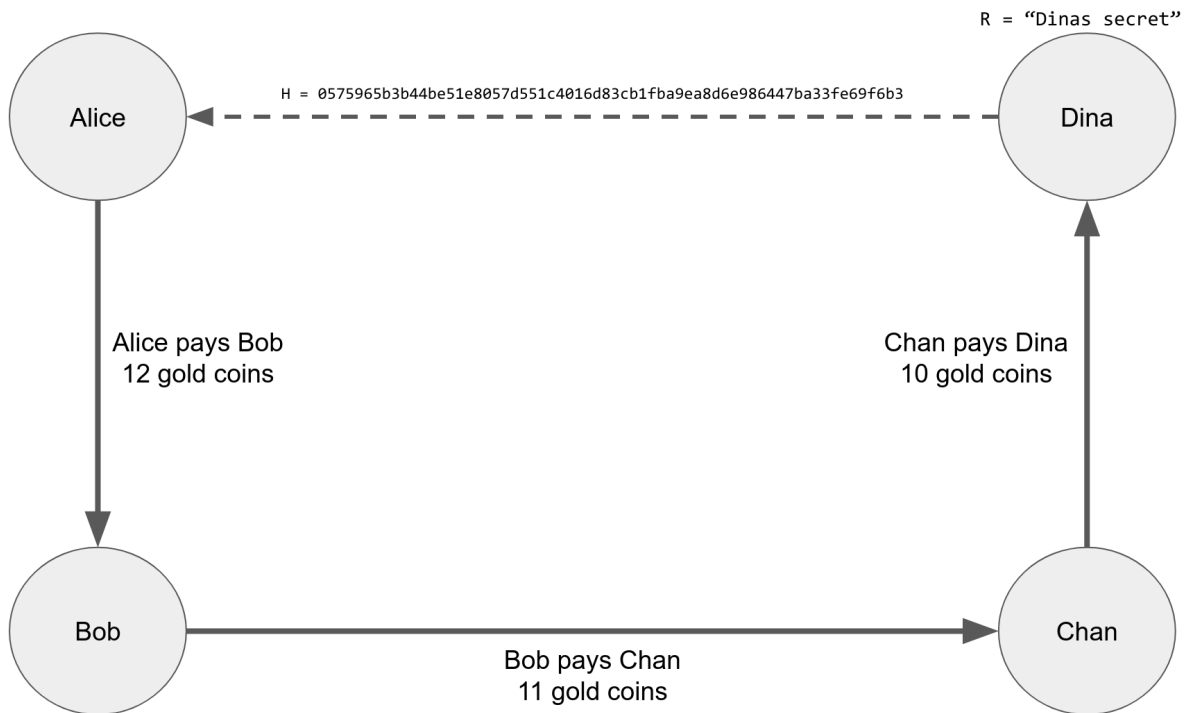 R = “Dinas secret”
H = 0575965b3b44be51e8057d551c4016d83cb1fba9ea8d6e986447ba33fe69f6b3
Alice
Dina
Alice pays Bob
12 gold coins
Chan pays Dina
10 gold coins
Bob
Chan
Bob pays Chan
11 gold coins